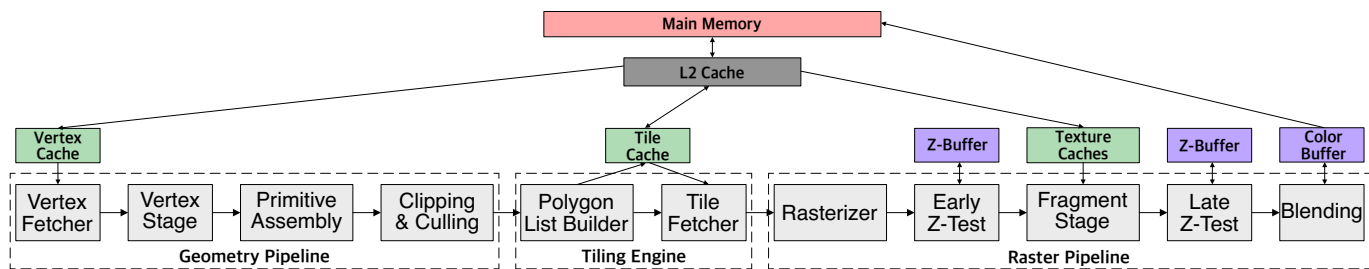 Main Memory
L2 Cache
Vertex
Cache
Tile
Cache
Z-Buffer
Texture
Caches
Z-Buffer
Color
Buffer
Vertex
Fetcher
Vertex
Stage
Primitive
Assembly
Clipping
& Culling
Polygon
List Builder
Tile
Fetcher
Rasterizer
Early
Z-Test
Fragment
Stage
Late
Z-Test
Blending
Geometry Pipeline
Tiling Engine
Raster Pipeline